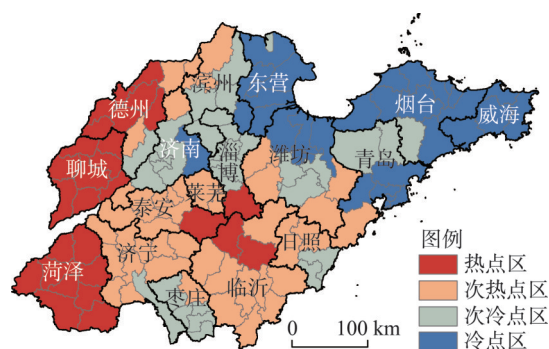 滨州
东营
德州
烟台
威海
济南
淄博
潍坊
青岛
聊城
莱芜
泰安
菏泽
济宁
日照
临沂
枣庄
图例
热点区
次热点区
次冷点区
冷点区
0 100 km